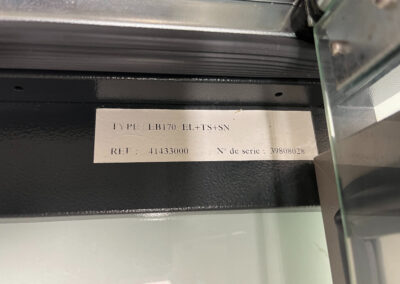 TYPE : EB170/EL+TS+SN
REF : 41433000 N° de serie : 39808028